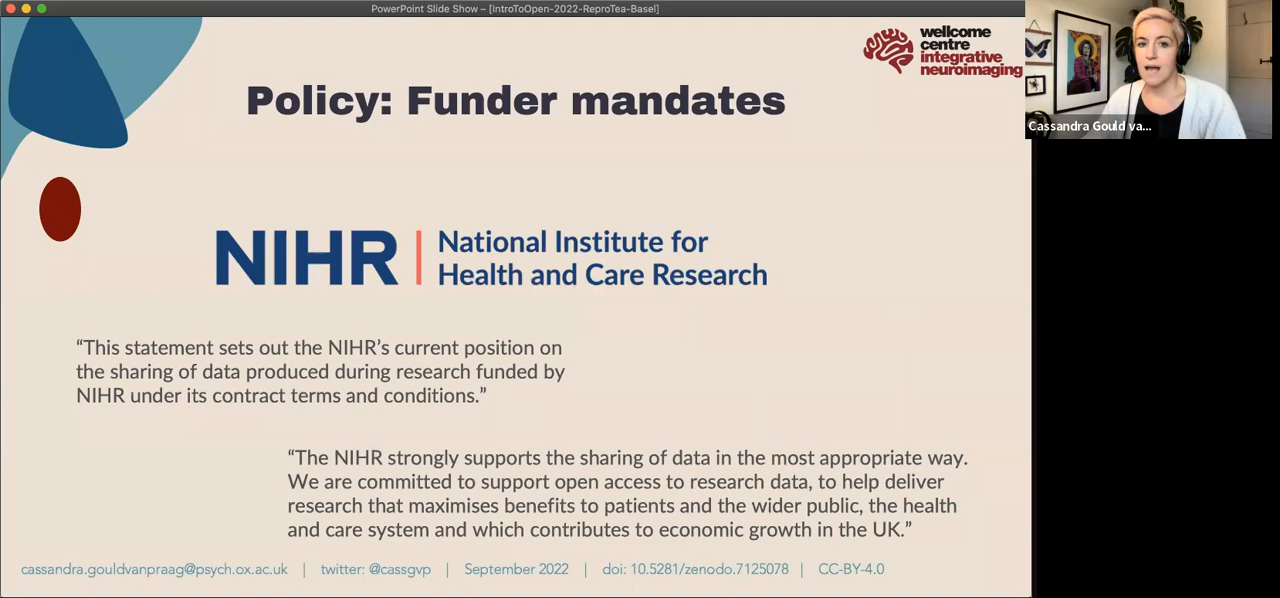 PowerPoint Slide Show – [IntroToOpen-2022-ReproTea-Basel]
wellcome
centre
integrative
neuroimaging
Cassandra Gould va...
Policy: Funder mandates
NIHR | National Institute for
Health and Care Research
“This statement sets out the NIHR’s current position on
the sharing of data produced during research funded by
NIHR under its contract terms and conditions.”
“The NIHR strongly supports the sharing of data in the most appropriate way.
We are committed to support open access to research data, to help deliver
research that maximises benefits to patients and the wider public, the health
and care system and which contributes to economic growth in the UK.”
cassandra.gouldvanpraag@psych.ox.ac.uk | twitter: @cassgvp | September 2022 | doi: 10.5281/zenodo.7125078 | CC-BY-4.0